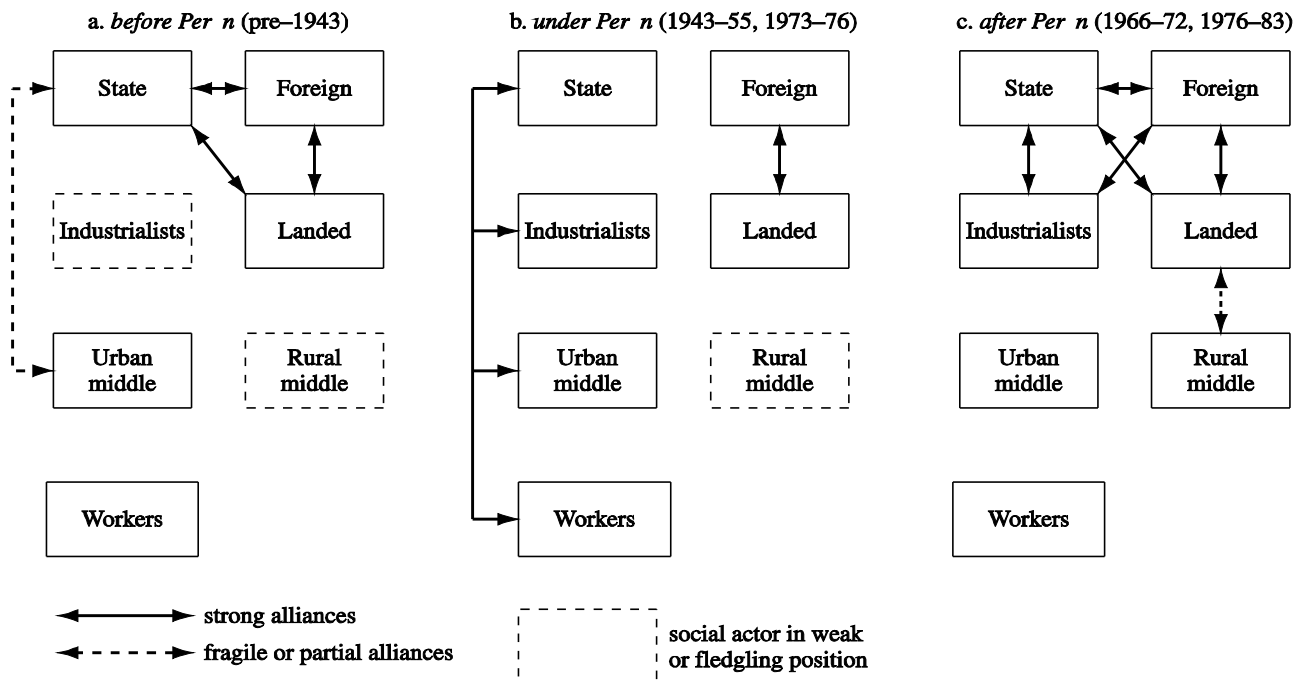 a. before Per n (pre–1943)
State
Foreign
Industrialists
Landed
Urban
middle
Rural
middle
Workers
b. under Per n (1943–55, 1973–76)
State
Foreign
Industrialists
Landed
Urban
middle
Rural
middle
Workers
c. after Per n (1966–72, 1976–83)
State
Foreign
Industrialists
Landed
Urban
middle
Rural
middle
Workers
strong alliances
fragile or partial alliances
social actor in weak
or fledgling position